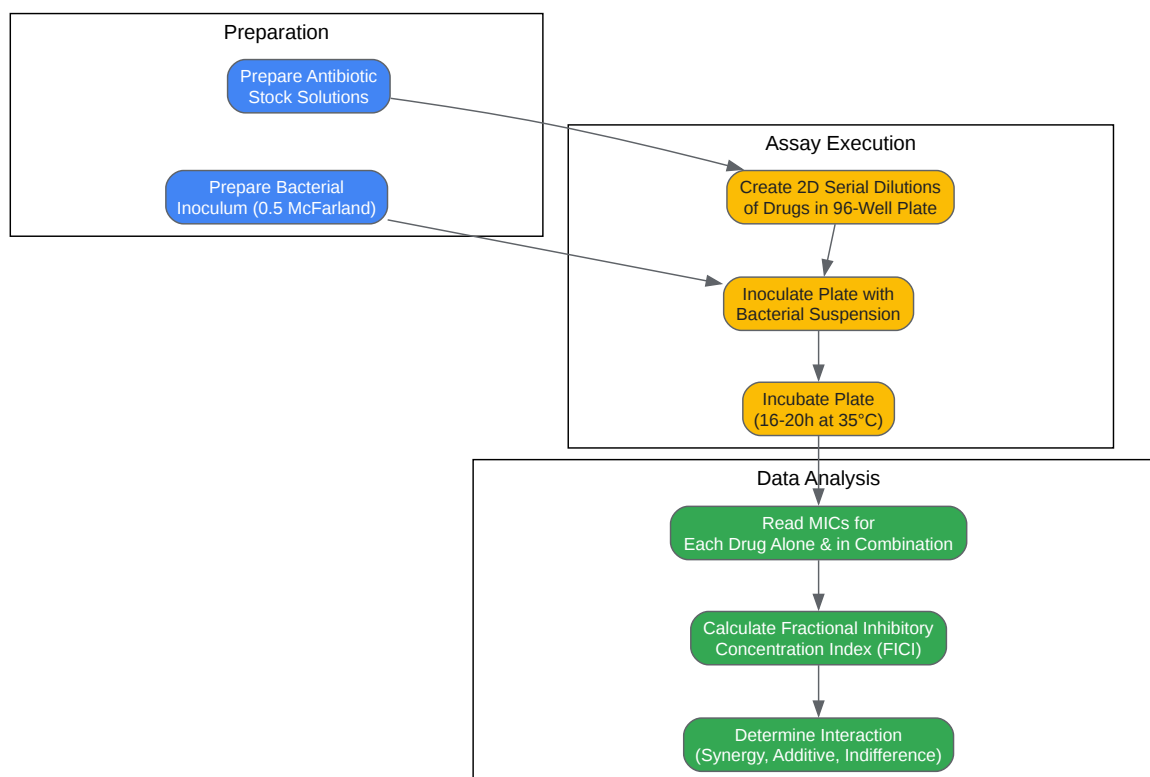 Preparation
Prepare Antibiotic
Stock Solutions
Prepare Bacterial
Inoculum (0.5 McFarland)
Assay Execution
Create 2D Serial Dilutions
of Drugs in 96-Well Plate
Inoculate Plate with
Bacterial Suspension
Incubate Plate
(16-20h at 35°C)
Data Analysis
Read MICs for
Each Drug Alone & in Combination
Calculate Fractional Inhibitory
Concentration Index (FICI)
Determine Interaction
(Synergy, Additive, Indifference)